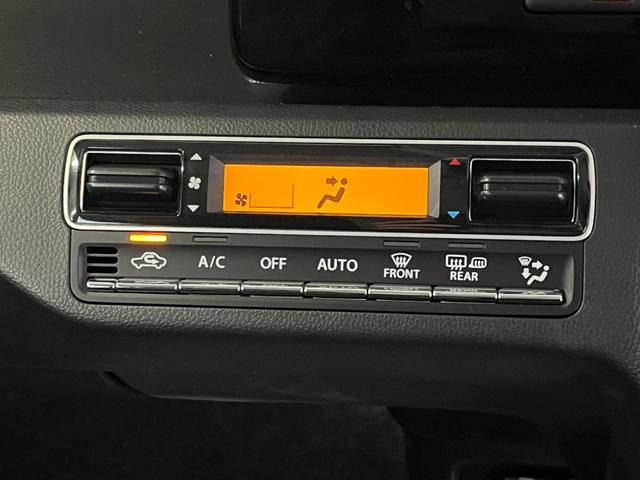 A/C OFF AUTO FRONT REAR